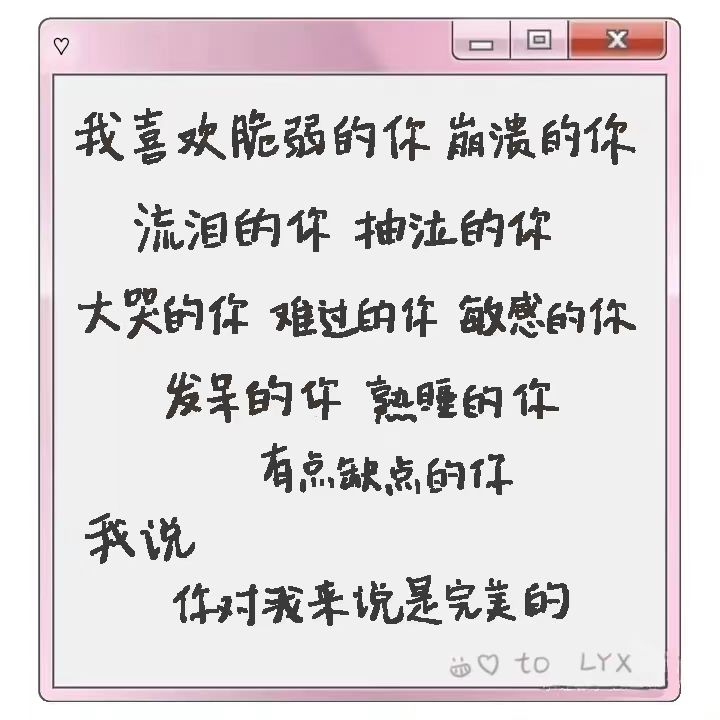 ♡
我喜欢脆弱的你 崩溃的你
流泪的你 抽泣的你
大哭的你 难过的你 敏感的你
发呆的你 熟睡的你
有点缺点的你
我说
你对我来说是完美的
♡ to LYX